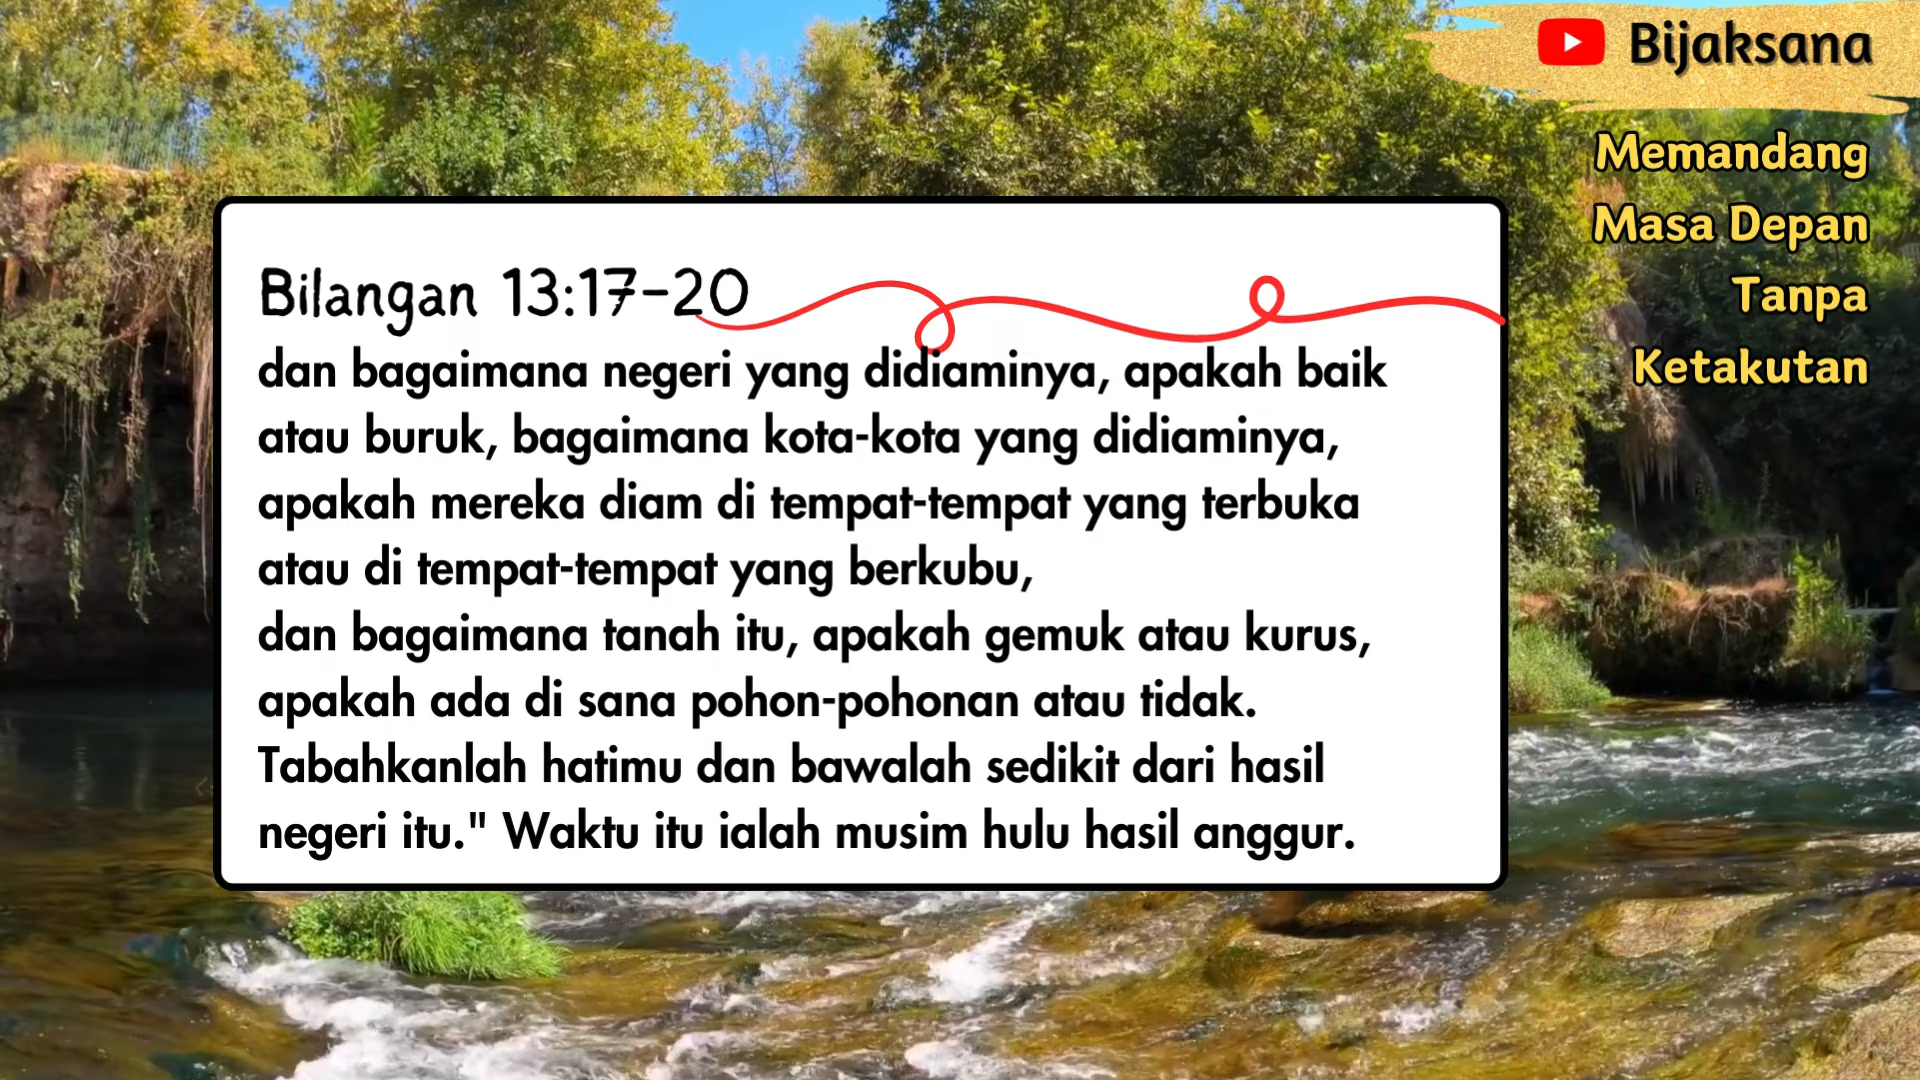 Bijaksana
Memandang
Masa Depan
Tanpa
Ketakutan
Bilangan 13:17-20
dan bagaimana negeri yang didiaminya, apakah baik
atau buruk, bagaimana kota-kota yang didiaminya,
apakah mereka diam di tempat-tempat yang terbuka
atau di tempat-tempat yang berkubu,
dan bagaimana tanah itu, apakah gemuk atau kurus,
apakah ada di sana pohon-pohonan atau tidak.
Tabahkanlah hatimu dan bawalah sedikit dari hasil
negeri itu." Waktu itu ialah musim hulu hasil anggur.